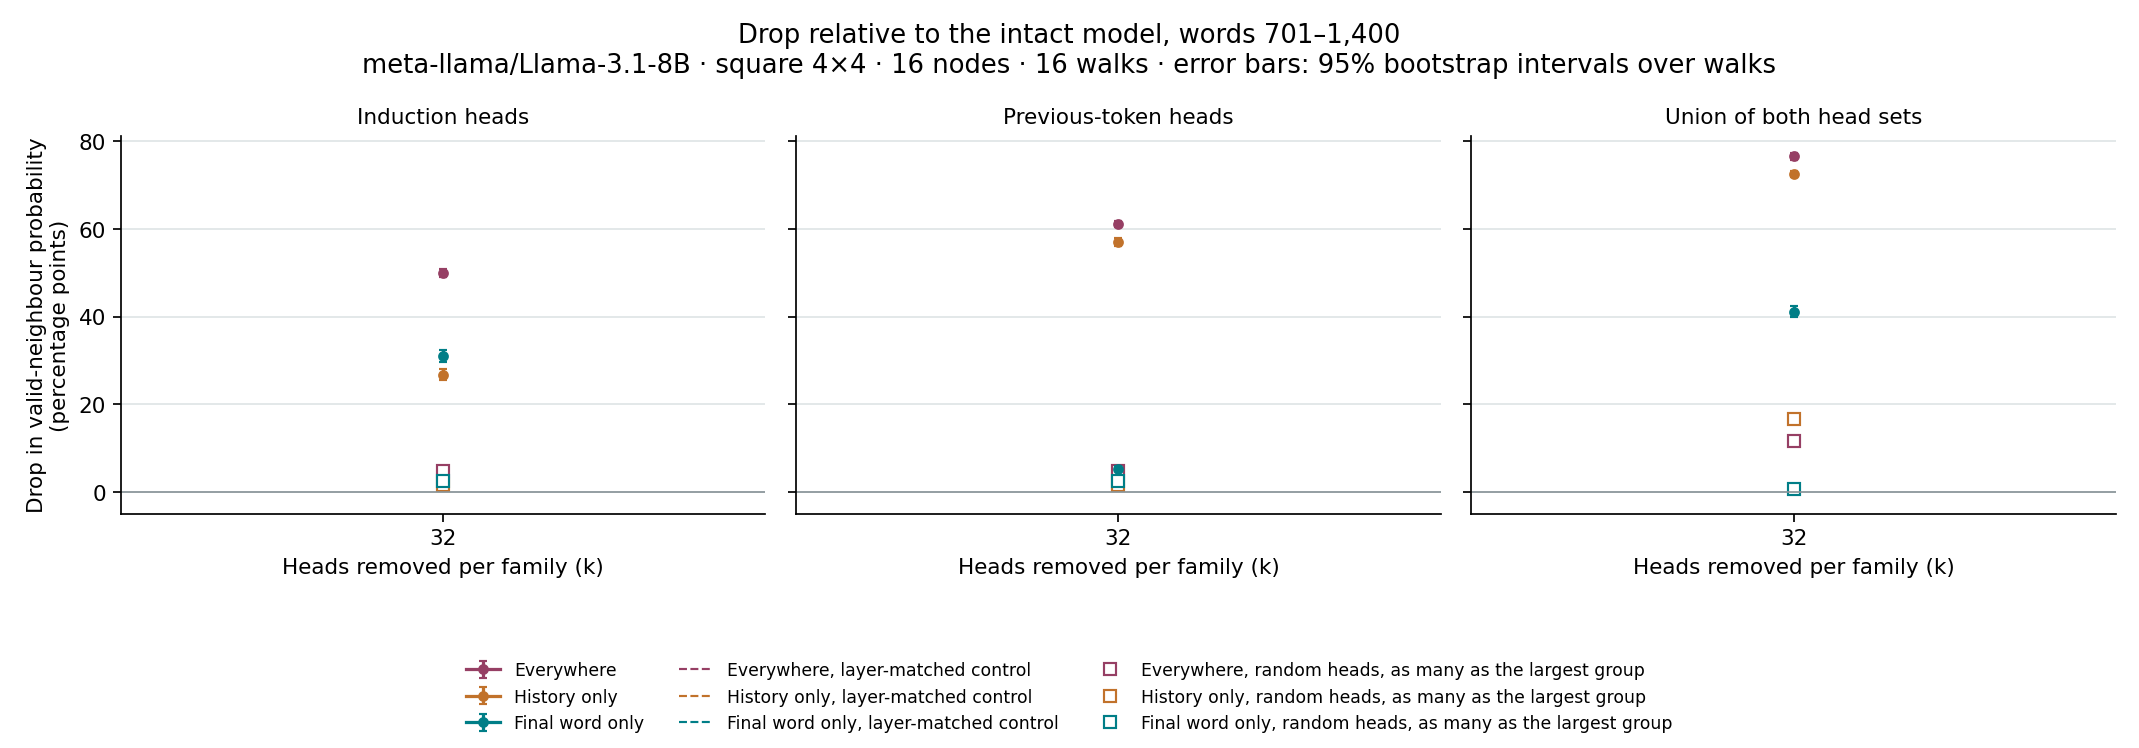 Drop relative to the intact model, words 701–1,400
meta-llama/Llama-3.1-8B · square 4×4 · 16 nodes · 16 walks · error bars: 95% bootstrap intervals over walks
Induction heads
Previous-token heads
Union of both head sets
Drop in valid-neighbour probability
(percentage points)
80
60
40
20
0
32
32
32
Heads removed per family (k)
Heads removed per family (k)
Heads removed per family (k)
Everywhere
History only
Final word only
Everywhere, layer-matched control
History only, layer-matched control
Final word only, layer-matched control
Everywhere, random heads, as many as the largest group
History only, random heads, as many as the largest group
Final word only, random heads, as many as the largest group